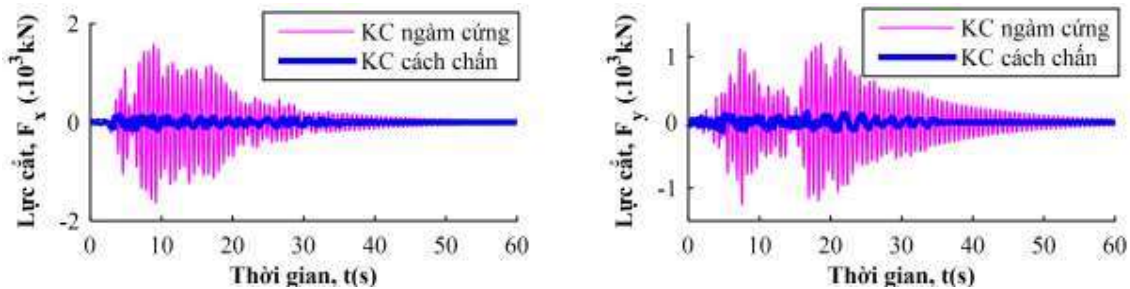 Lực cắt, Fx (.10³kN)
2
0
-2
KC ngàm cứng
KC cách chấn
0 10 20 30 40 50 60
Thời gian, t(s)
Lực cắt, Fy (.10³kN)
1
0
-1
KC ngàm cứng
KC cách chấn
0 10 20 30 40 50 60
Thời gian, t(s)